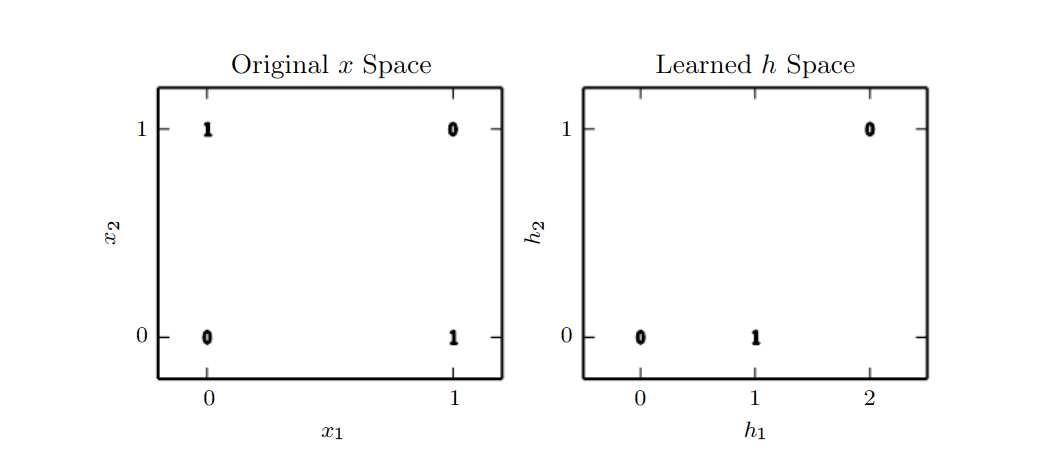 Original x Space
1
1 0
x₂
0
0 1
0 1
x₁
Learned h Space
1
0
h₂
0
0 1
0 1 2
h₁